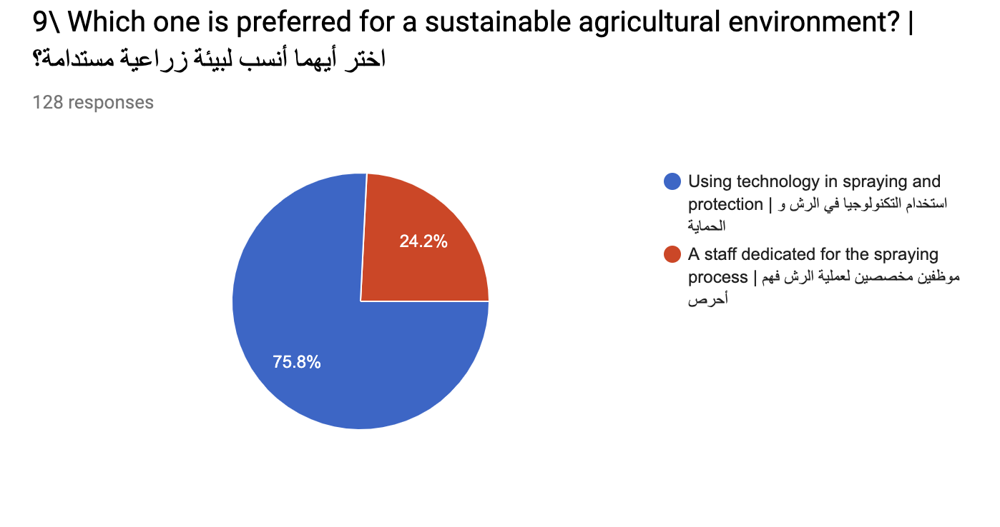 9\ Which one is preferred for a sustainable agricultural environment? |
اختر أيهما أنسب لبيئة زراعية مستدامة؟
128 responses
24.2%
75.8%
Using technology in spraying and
protection | استخدام التكنولوجيا في الرش و
الحماية
A staff dedicated for the spraying
process | موظفين مخصصين لعملية الرش فهم
أحرص